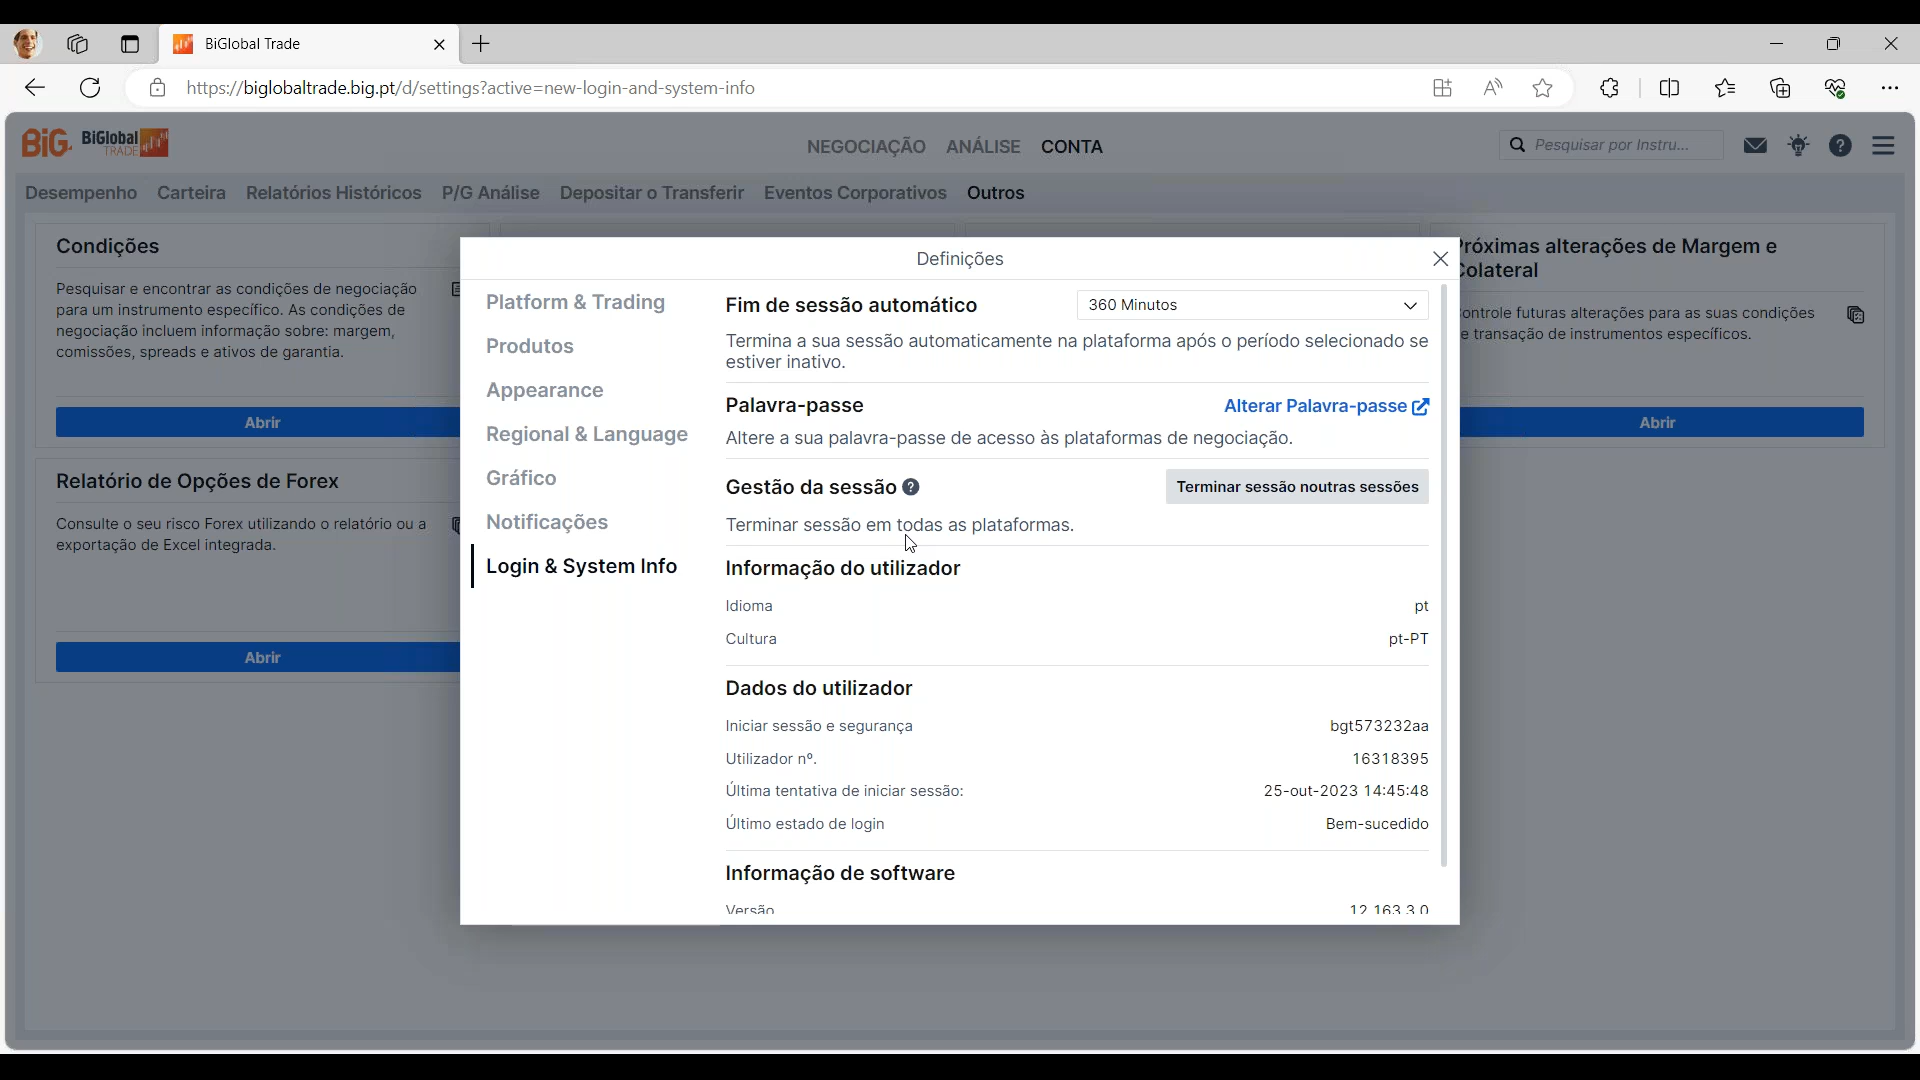 BiGlobal Trade
https://biglobaltrade.big.pt/d/settings?active=new-login-and-system-info
BiG BiGlobal TRADE
NEGOCIAÇÃO ANÁLISE CONTA
Pesquisar por Instru...
Desempenho Carteira Relatórios Históricos P/G Análise Depositar o Transferir Eventos Corporativos Outros
Condições
Pesquisar e encontrar as condições de negociação
para um instrumento específico. As condições de
negociação incluem informação sobre: margem,
comissões, spreads e ativos de garantia.
Abrir
Relatório de Opções de Forex
Consulte o seu risco Forex utilizando o relatório ou a
exportação de Excel integrada.
Abrir
Definições
Platform & Trading
Produtos
Appearance
Regional & Language
Gráfico
Notificações
Login & System Info
Fim de sessão automático 360 Minutos
Termina a sua sessão automaticamente na plataforma após o período selecionado se
estiver inativo.
Palavra-passe Alterar Palavra-passe
Altere a sua palavra-passe de acesso às plataformas de negociação.
Gestão da sessão ? Terminar sessão noutras sessões
Terminar sessão em todas as plataformas.
Informação do utilizador
Idioma pt
Cultura pt-PT
Dados do utilizador
Iniciar sessão e segurança bgt573232aa
Utilizador nº. 16318395
Última tentativa de iniciar sessão: 25-out-2023 14:45:48
Último estado de login Bem-sucedido
Informação de software
Versão 12.163.3.0
róximas alterações de Margem e
olateral
ontrole futuras alterações para as suas condições
e transação de instrumentos específicos.
Abrir